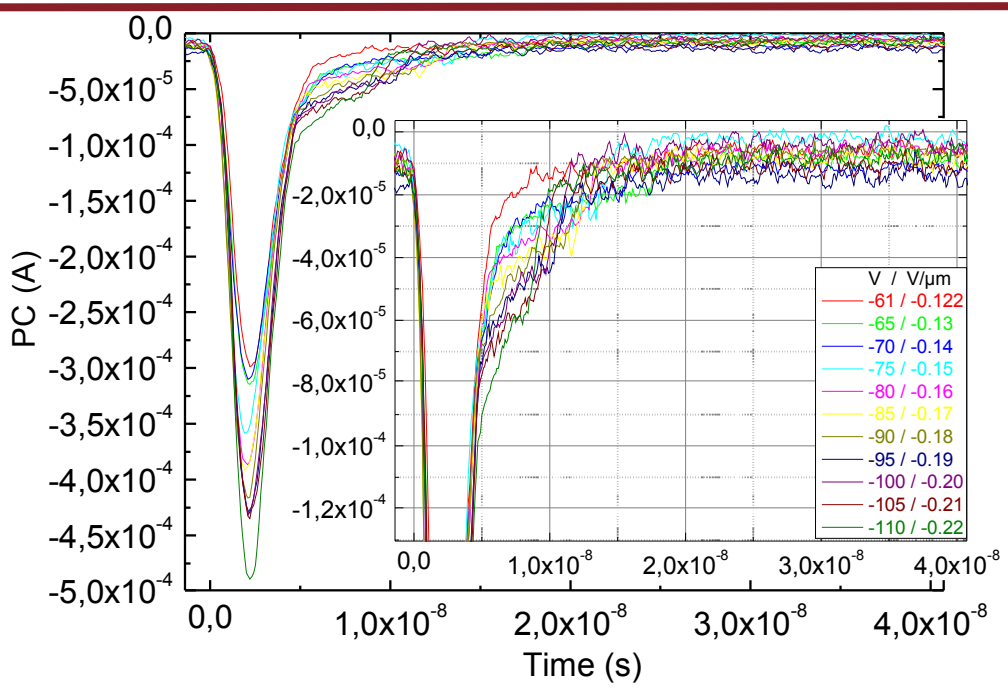 0,0
-5,0x10-5
-1,0x10-4
-1,5x10-4
-2,0x10-4
-2,5x10-4
-3,0x10-4
-3,5x10-4
-4,0x10-4
-4,5x10-4
-5,0x10-4
PC (A)
0,0
1,0x10-8
2,0x10-8
3,0x10-8
4,0x10-8
Time (s)
0,0
-2,0x10-5
-4,0x10-5
-6,0x10-5
-8,0x10-5
-1,0x10-4
-1,2x10-4
0,0
1,0x10-8
2,0x10-8
3,0x10-8
4,0x10-8
V / V/µm
-61 / -0.122
-65 / -0.13
-70 / -0.14
-75 / -0.15
-80 / -0.16
-85 / -0.17
-90 / -0.18
-95 / -0.19
-100 / -0.20
-105 / -0.21
-110 / -0.22